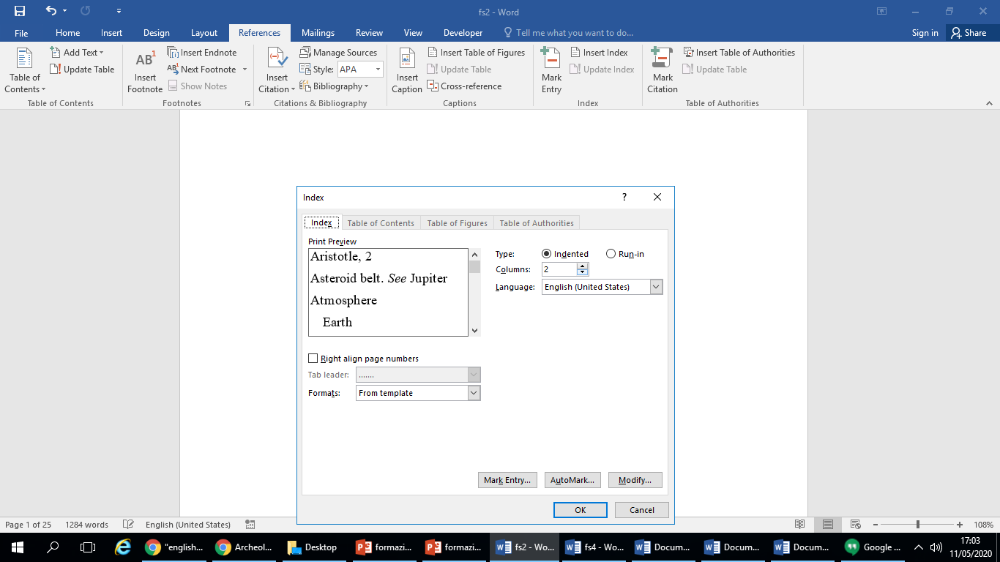 fs2 - Word
File Home Insert Design Layout References Mailings Review View Developer Tell me what you want to do... Sign in Share
Table of Contents
Add Text
Update Table
Table of Contents
AB1
Insert Footnote
Insert Endnote
Next Footnote
Show Notes
Footnotes
Insert Citation
Manage Sources
Style: APA
Bibliography
Citations & Bibliography
Insert Caption
Insert Table of Figures
Update Table
Cross-reference
Captions
Mark Entry
Insert Index
Update Index
Index
Mark Citation
Insert Table of Authorities
Update Table
Table of Authorities
Index ?
Index Table of Contents Table of Figures Table of Authorities
Print Preview
Aristotle, 2
Asteroid belt. See Jupiter
Atmosphere
Earth
Type: Indented Run-in
Columns: 2
Language: English (United States)
Right align page numbers
Tab leader: .......
Formats: From template
Mark Entry... AutoMark... Modify...
OK Cancel
Page 1 of 25 1284 words English (United States) 108%
"english... Archeol... Desktop formazi... formazi... fs2 - Wo... fs4 - Wo... Docum... Docum... Docum... Google ... 17:03
11/05/2020